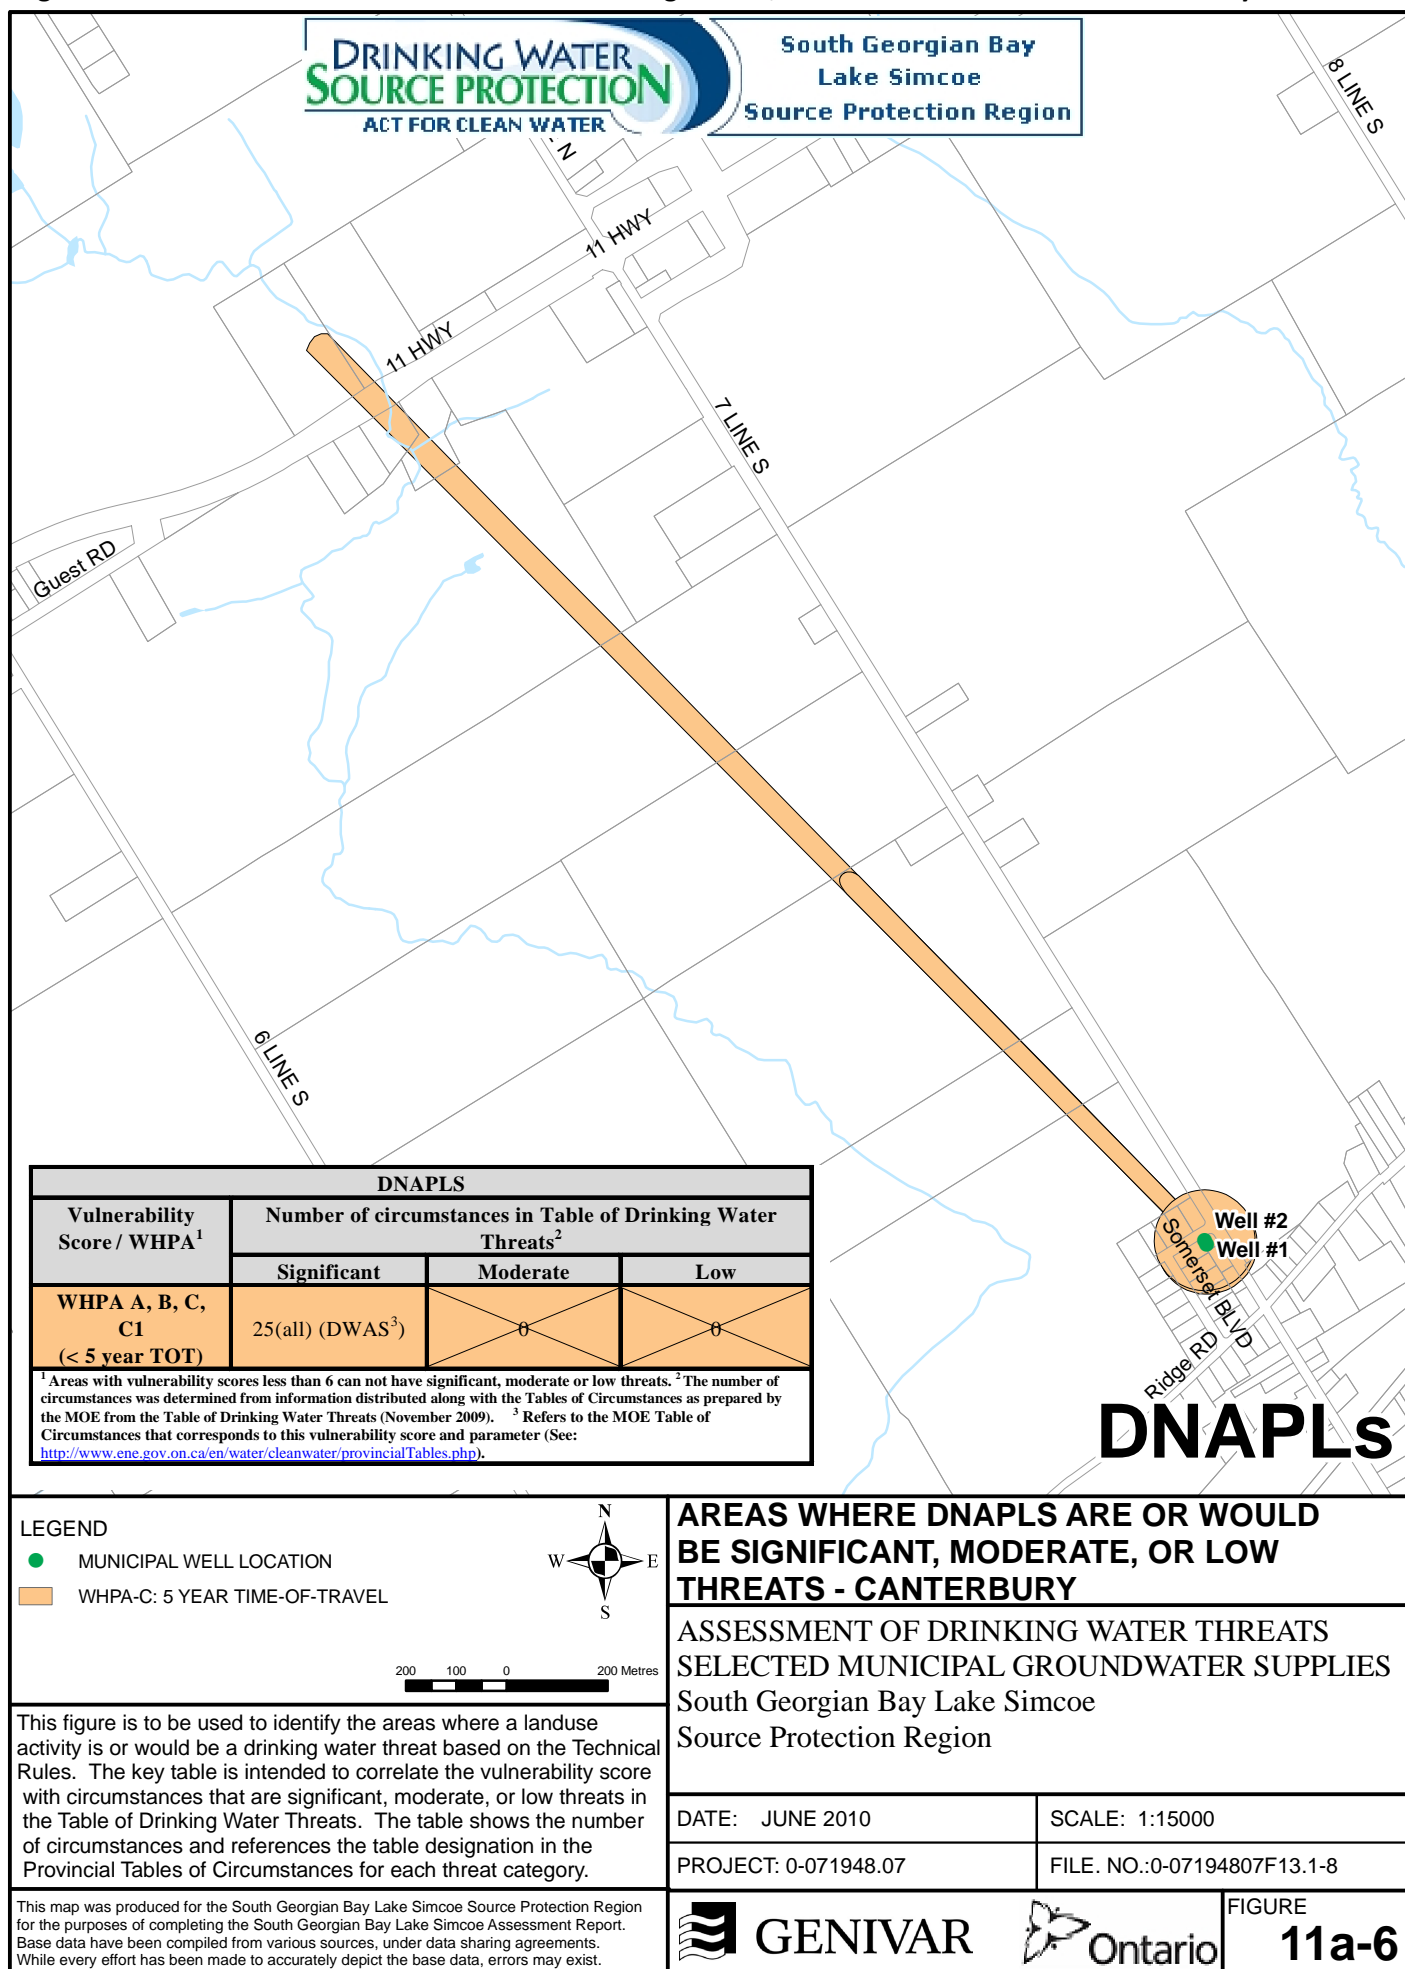 DRINKING WATER
SOURCE PROTECTION
ACT FOR CLEAN WATER
South Georgian Bay
Lake Simcoe
Source Protection Region
8 LINE S
N
11 HWY
11 HWY
7 LINE S
Guest RD
6 LINE S
Well #2
Well #1
Somerset BLVD
Ridge RD
DNAPLs
DNAPLS
Vulnerability
Score / WHPA1
Number of circumstances in Table of Drinking Water
Threats2
Significant
Moderate
Low
WHPA A, B, C,
C1
(< 5 year TOT)
25(all) (DWAS3)
0
0
1 Areas with vulnerability scores less than 6 can not have significant, moderate or low threats. 2 The number of
circumstances was determined from information distributed along with the Tables of Circumstances as prepared by
the MOE from the Table of Drinking Water Threats (November 2009). 3 Refers to the MOE Table of
Circumstances that corresponds to this vulnerability score and parameter (See:
http://www.ene.gov.on.ca/en/water/cleanwater/provincialTables.php).
LEGEND
MUNICIPAL WELL LOCATION
WHPA-C: 5 YEAR TIME-OF-TRAVEL
N
W
E
S
200 100 0 200 Metres
This figure is to be used to identify the areas where a landuse
activity is or would be a drinking water threat based on the Technical
Rules. The key table is intended to correlate the vulnerability score
with circumstances that are significant, moderate, or low threats in
the Table of Drinking Water Threats. The table shows the number
of circumstances and references the table designation in the
Provincial Tables of Circumstances for each threat category.
This map was produced for the South Georgian Bay Lake Simcoe Source Protection Region
for the purposes of completing the South Georgian Bay Lake Simcoe Assessment Report.
Base data have been compiled from various sources, under data sharing agreements.
While every effort has been made to accurately depict the base data, errors may exist.
AREAS WHERE DNAPLS ARE OR WOULD
BE SIGNIFICANT, MODERATE, OR LOW
THREATS - CANTERBURY
ASSESSMENT OF DRINKING WATER THREATS
SELECTED MUNICIPAL GROUNDWATER SUPPLIES
South Georgian Bay Lake Simcoe
Source Protection Region
DATE: JUNE 2010
SCALE: 1:15000
PROJECT: 0-071948.07
FILE. NO.:0-07194807F13.1-8
GENIVAR
Ontario
FIGURE
11a-6